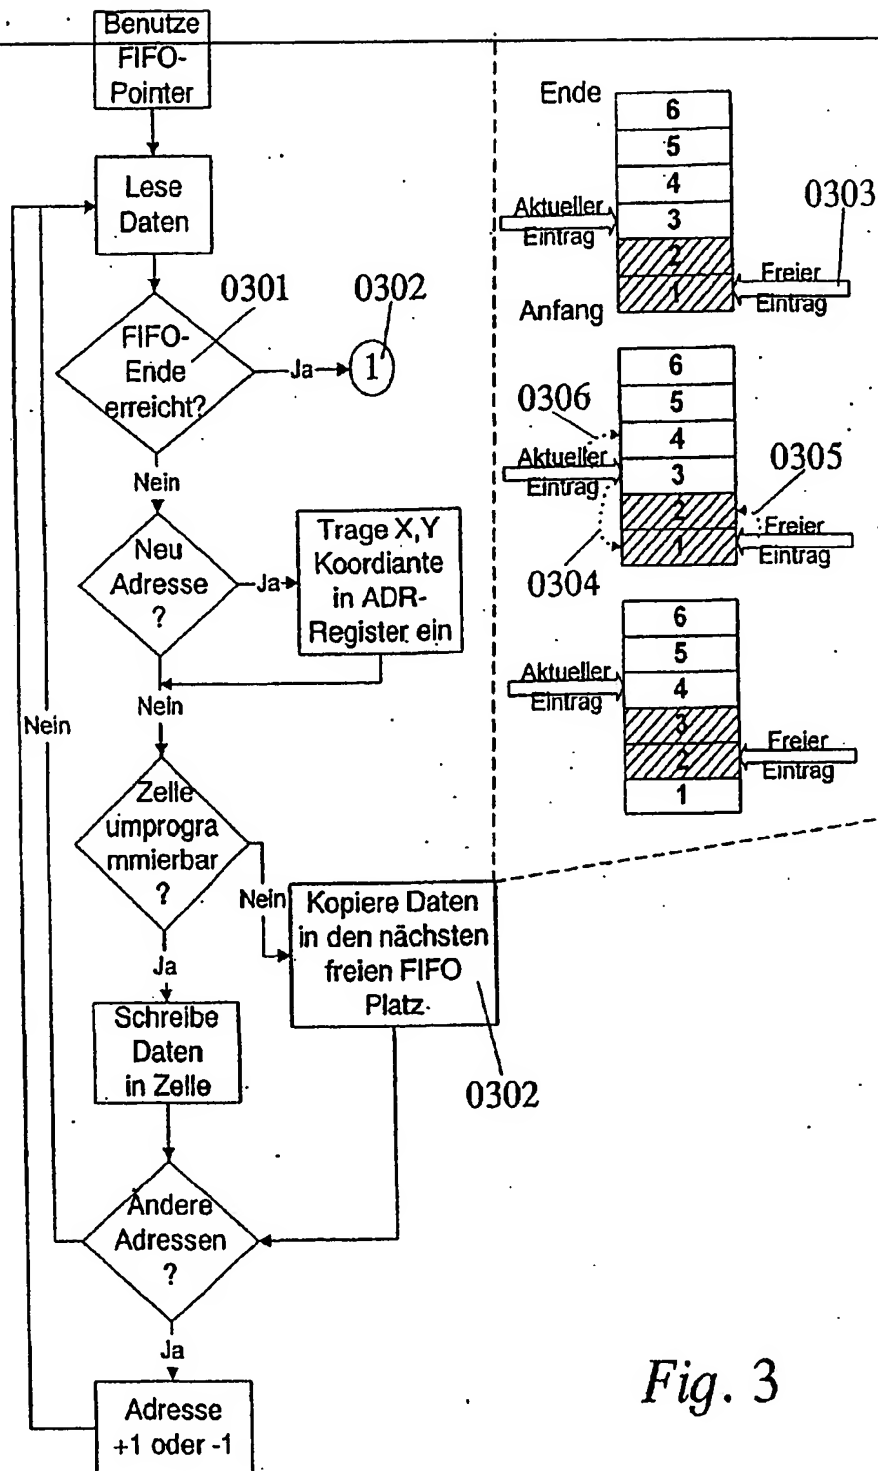 Benutze
FIFO-
Pointer
Lese
Daten
0301
0302
FIFO-
Ende
erreicht?
Ja
1
Nein
Neu
Adresse
?
Ja
Trage X,Y
Koordiante
in ADR-
Register ein
Nein
Nein
Zelle
umprogra
mmierbar
?
Nein
Kopiere Daten
in den nächsten
freien FIFO
Platz
0302
Ja
Schreibe
Daten
in Zelle
Andere
Adressen
?
Ja
Adresse
+1 oder -1
Ende
6
5
4
3
2
1
Aktueller
Eintrag
0303
Freier
Eintrag
Anfang
6
5
4
3
2
1
0306
Aktueller
Eintrag
0305
Freier
Eintrag
0304
6
5
4
3
2
1
Aktueller
Eintrag
Freier
Eintrag
Fig. 3